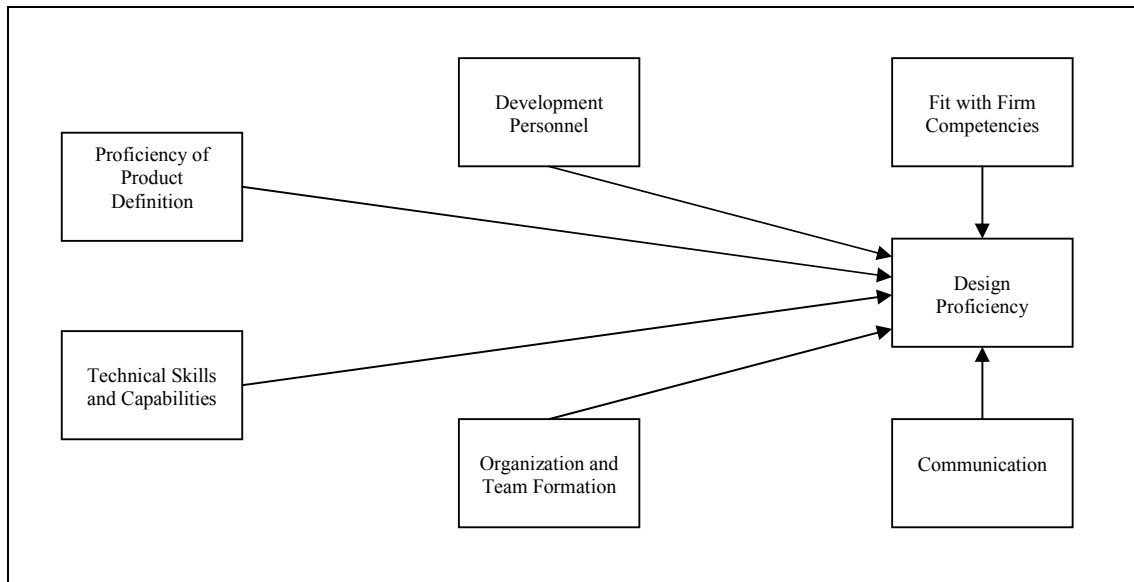 Development
Personnel
Fit with Firm
Competencies
Proficiency of
Product
Definition
Design
Proficiency
Technical Skills
and Capabilities
Organization and
Team Formation
Communication